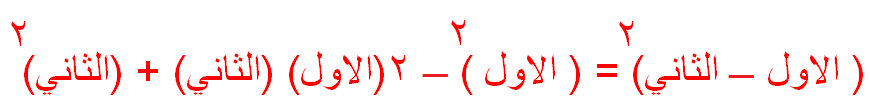 ( الاول – الثاني)٢ = ( الاول )٢ – ٢(الاول) (الثاني) + (الثاني)٢